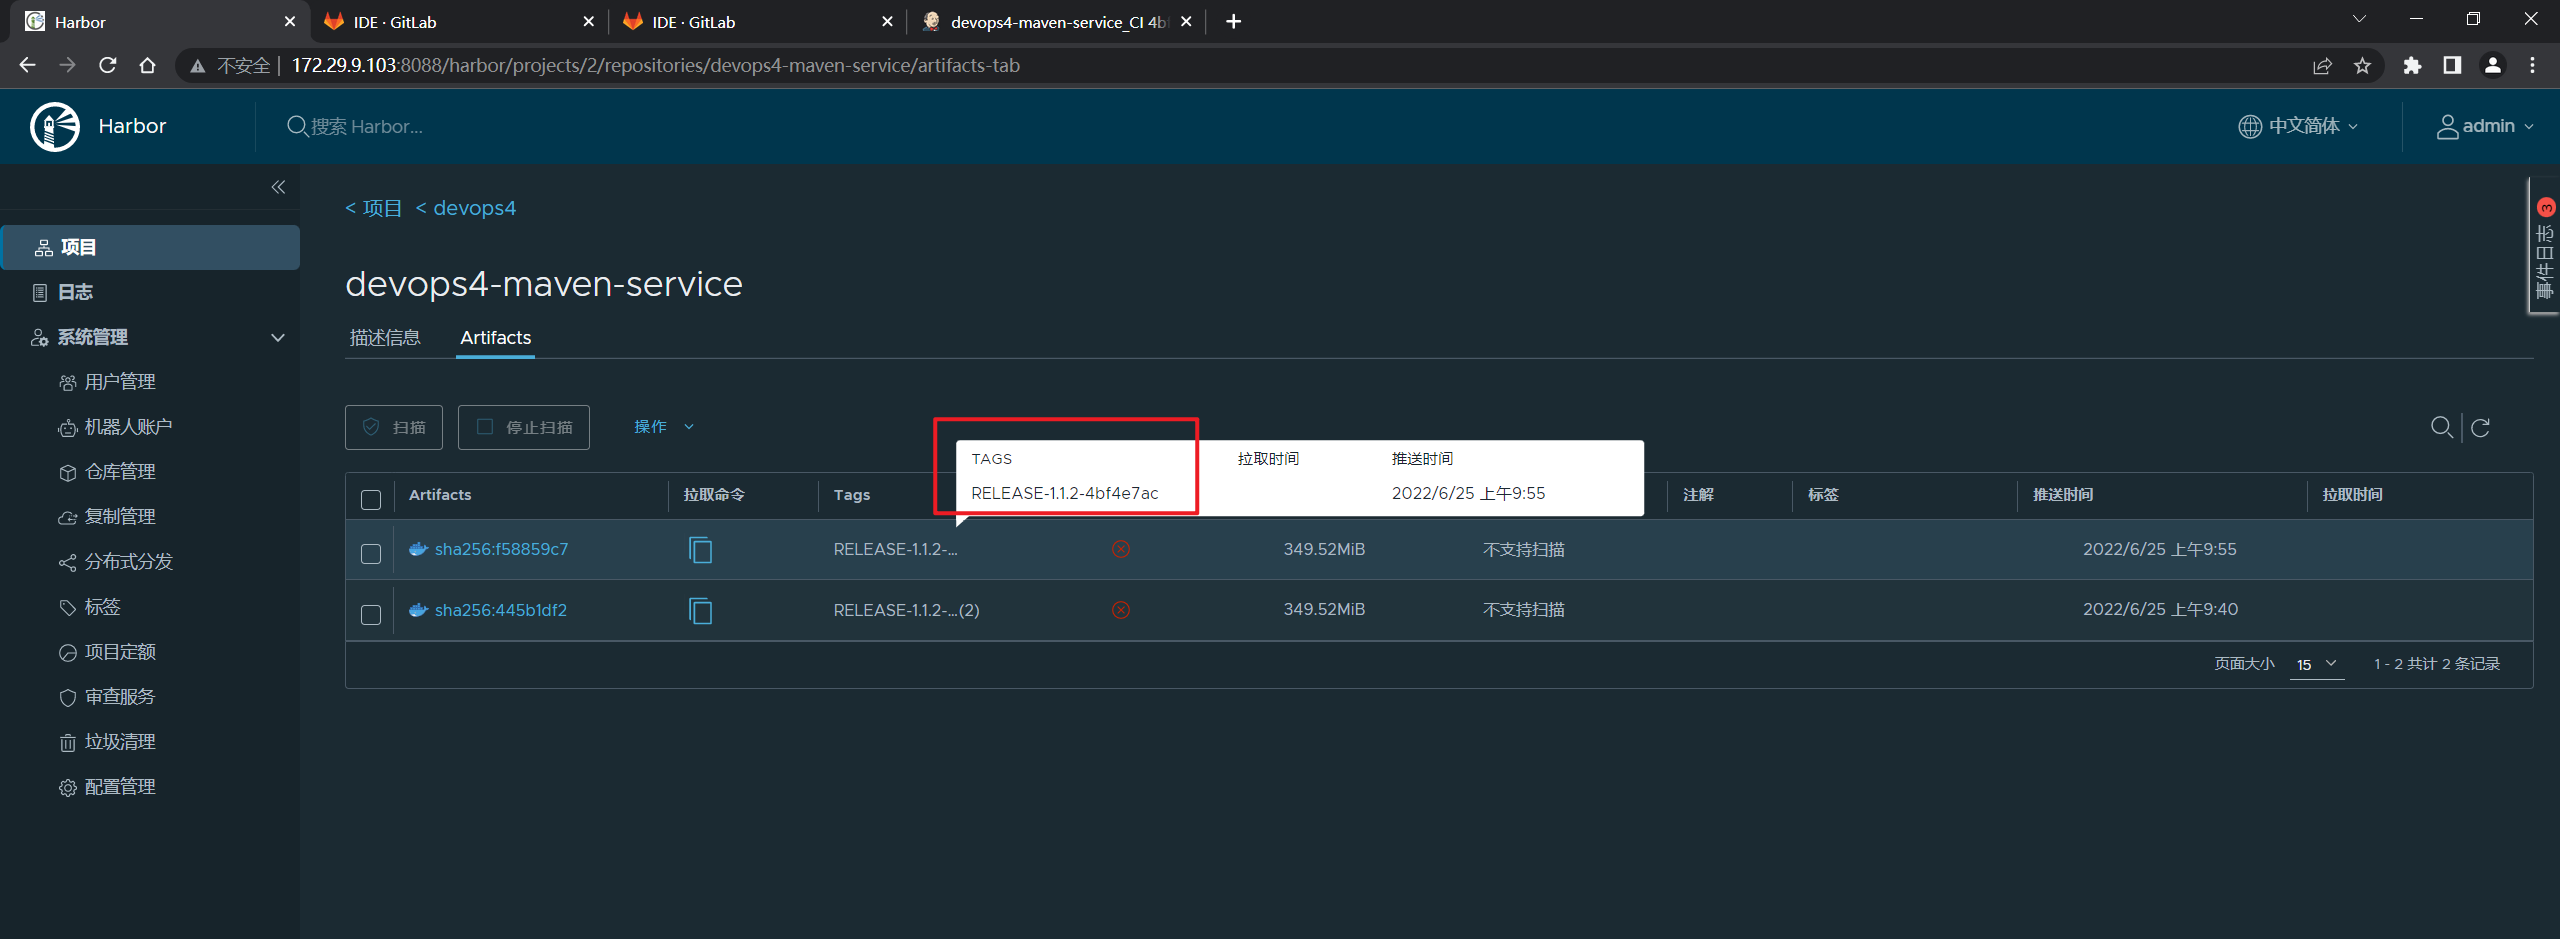 Harbor
IDE · GitLab
IDE · GitLab
devops4-maven-service_CI 4b
不安全
172.29.9.103:8088/harbor/projects/2/repositories/devops4-maven-service/artifacts-tab
Harbor
搜索 Harbor...
中文简体
admin
< 项目 < devops4
3
事件日志
项目
日志
系统管理
用户管理
机器人账户
仓库管理
复制管理
分布式分发
标签
项目定额
审查服务
垃圾清理
配置管理
devops4-maven-service
描述信息
Artifacts
扫描
停止扫描
操作
TAGS 拉取时间 推送时间
RELEASE-1.1.2-4bf4e7ac 2022/6/25 上午9:55
Artifacts 拉取命令 Tags 注解 标签 推送时间 拉取时间
sha256:f58859c7 RELEASE-1.1.2-... 349.52MiB 不支持扫描 2022/6/25 上午9:55
sha256:445b1df2 RELEASE-1.1.2-...(2) 349.52MiB 不支持扫描 2022/6/25 上午9:40
页面大小 15 1 - 2 共计 2 条记录